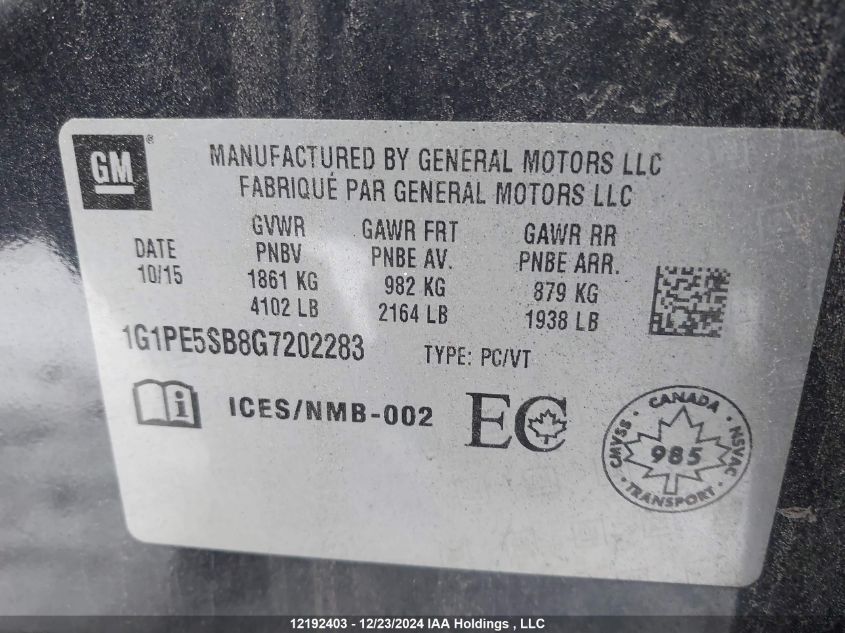 GM
MANUFACTURED BY GENERAL MOTORS LLC
FABRIQUÉ PAR GENERAL MOTORS LLC
DATE
10/15
GVWR
PNBV
1861 KG
4102 LB
GAWR FRT
PNBE AV.
982 KG
2164 LB
GAWR RR
PNBE ARR.
879 KG
1938 LB
1G1PE5SB8G7202283 TYPE: PC/VT
i ICES/NMB-002 EC
CANADA
CMVSS 985 NSVAC
TRANSPORT
12192403 - 12/23/2024 IAA Holdings , LLC